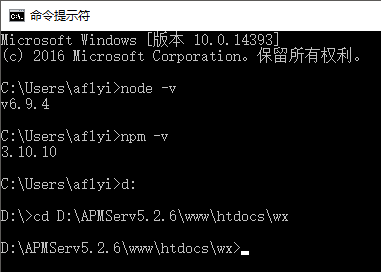 命令提示符
Microsoft Windows [版本 10.0.14393]
(c) 2016 Microsoft Corporation。保留所有权利。
C:\Users\aflyi>node -v
v6.9.4
C:\Users\aflyi>npm -v
3.10.10
C:\Users\aflyi>d:
D:\>cd D:\APMServ5.2.6\www\htdocs\wx
D:\APMServ5.2.6\www\htdocs\wx>